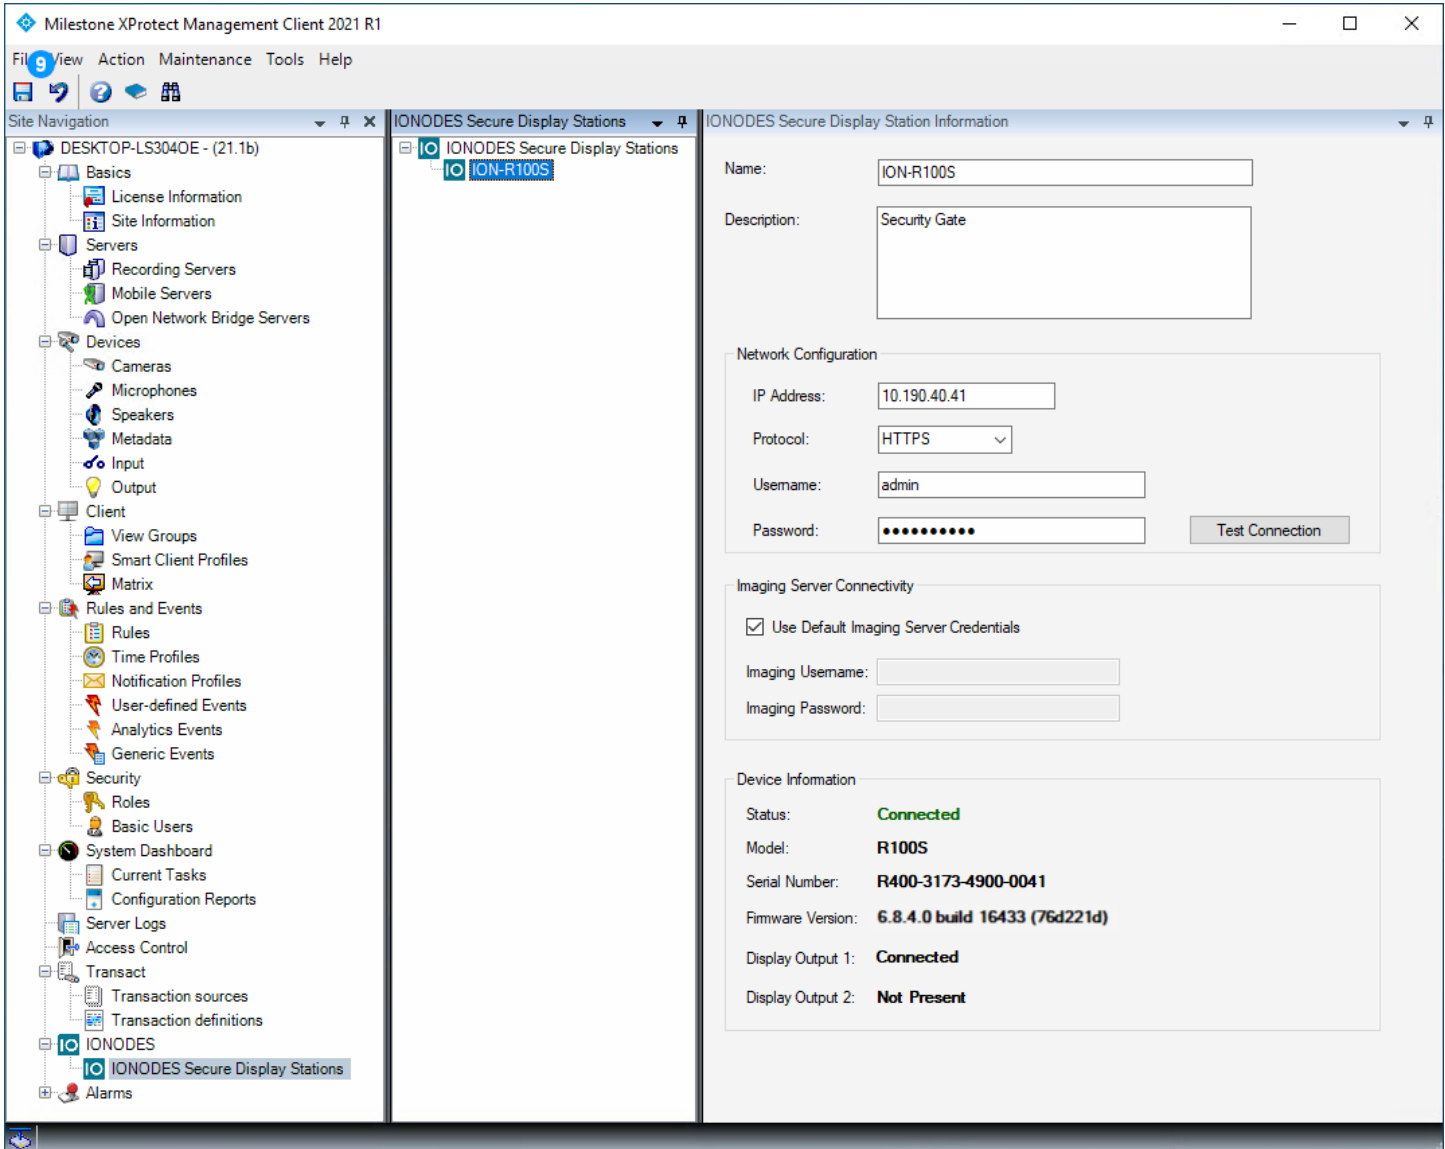 Milestone XProtect Management Client 2021 R1
View Action Maintenance Tools Help
9
Site Navigation
DESKTOP-LS304OE - (21.1b)
Basics
License Information
Site Information
Servers
Recording Servers
Mobile Servers
Open Network Bridge Servers
Devices
Cameras
Microphones
Speakers
Metadata
Input
Output
Client
View Groups
Smart Client Profiles
Matrix
Rules and Events
Rules
Time Profiles
Notification Profiles
User-defined Events
Analytics Events
Generic Events
Security
Roles
Basic Users
System Dashboard
Current Tasks
Configuration Reports
Server Logs
Access Control
Transact
Transaction sources
Transaction definitions
IO IONODES
IO IONODES Secure Display Stations
Alarms
IONODES Secure Display Stations
IO IONODES Secure Display Stations
IO ION-R100S
IONODES Secure Display Station Information
Name: ION-R100S
Description: Security Gate
Network Configuration
IP Address: 10.190.40.41
Protocol: HTTPS
Username: admin
Password: ●●●●●●●●●● Test Connection
Imaging Server Connectivity
Use Default Imaging Server Credentials
Imaging Username:
Imaging Password:
Device Information
Status: Connected
Model: R100S
Serial Number: R400-3173-4900-0041
Firmware Version: 6.8.4.0 build 16433 (76d221d)
Display Output 1: Connected
Display Output 2: Not Present